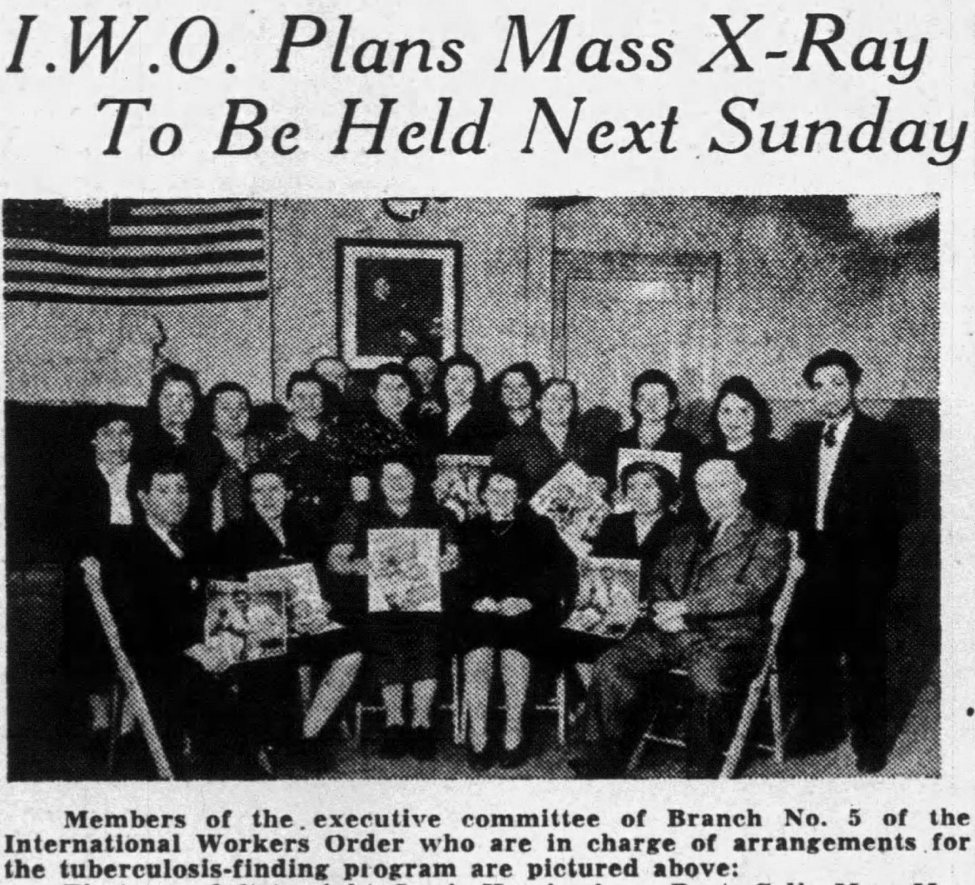 I.W.O. Plans Mass X-Ray
To Be Held Next Sunday
Members of the executive committee of Branch No. 5 of the
International Workers Order who are in charge of arrangements for
the tuberculosis-finding program are pictured above: